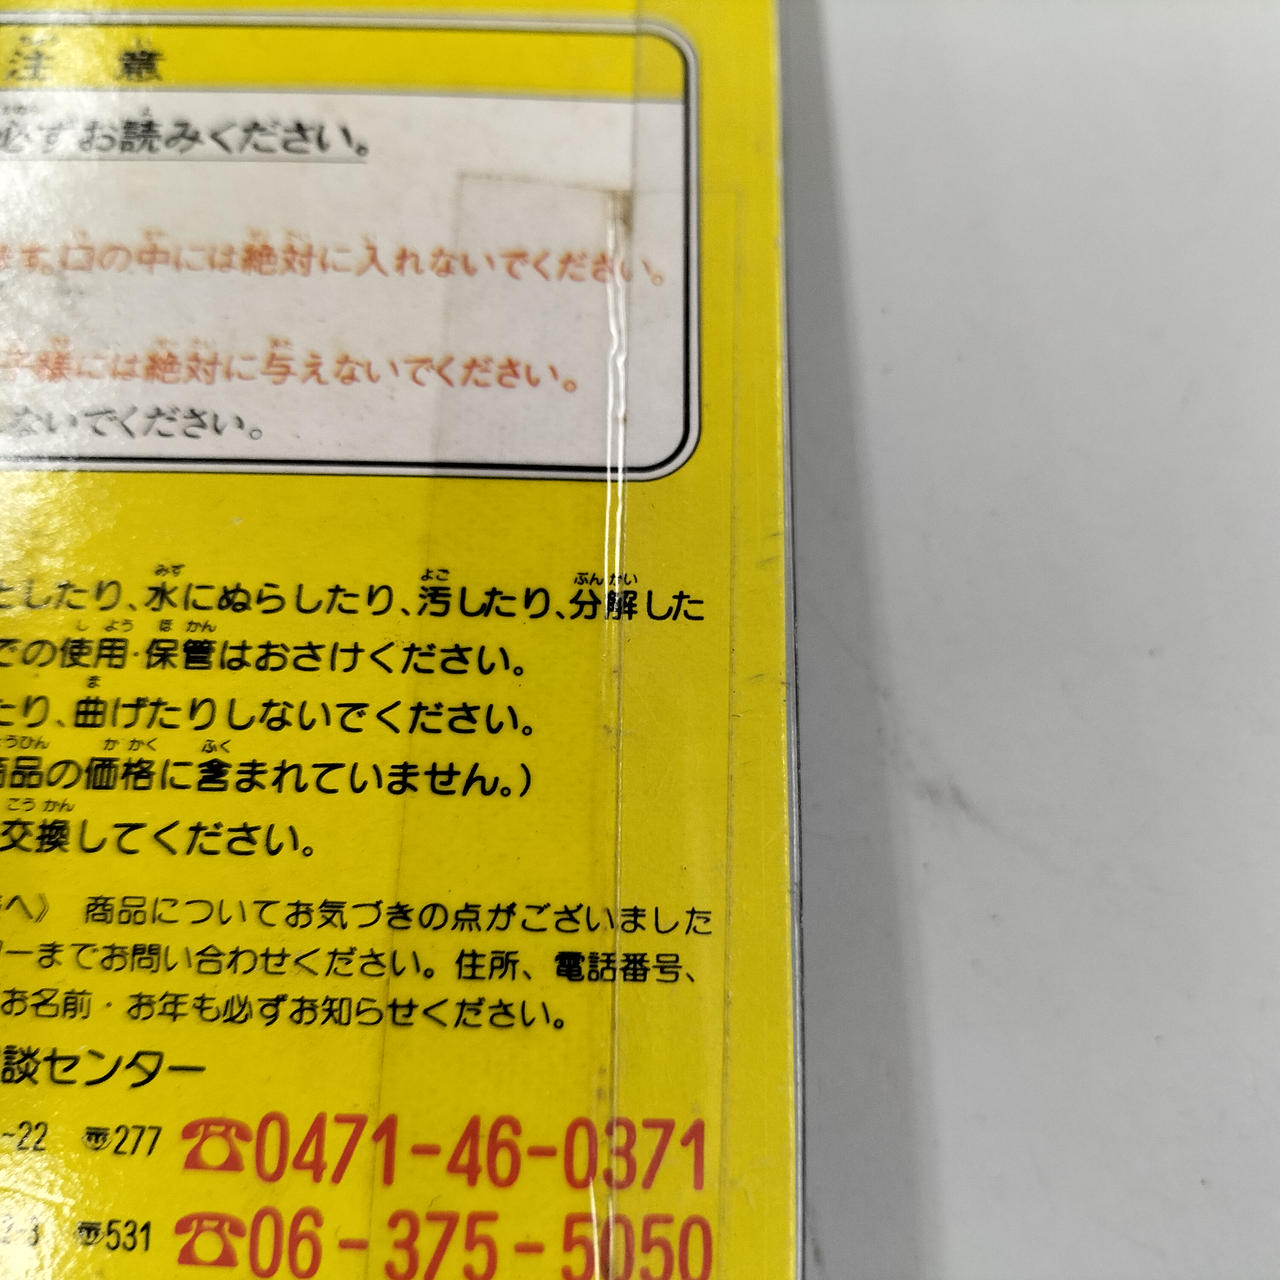 注意
必ずお読みください。
ます。口の中には絶対に入れないでください。
子様には絶対に与えないでください。
ないでください。
としたり、水にぬらしたり、汚したり、分解した
での使用・保管はおさけください。
たり、曲げたりしないでください。
商品の価格に含まれていません。)
交換してください。
へ》 商品についてお気づきの点がございました
ーまでお問い合わせください。住所、電話番号、
お名前・お年も必ずお知らせください。
談センター
-22 〠277 ☎0471-46-0371
2-8 〠531 ☎06-375-5050